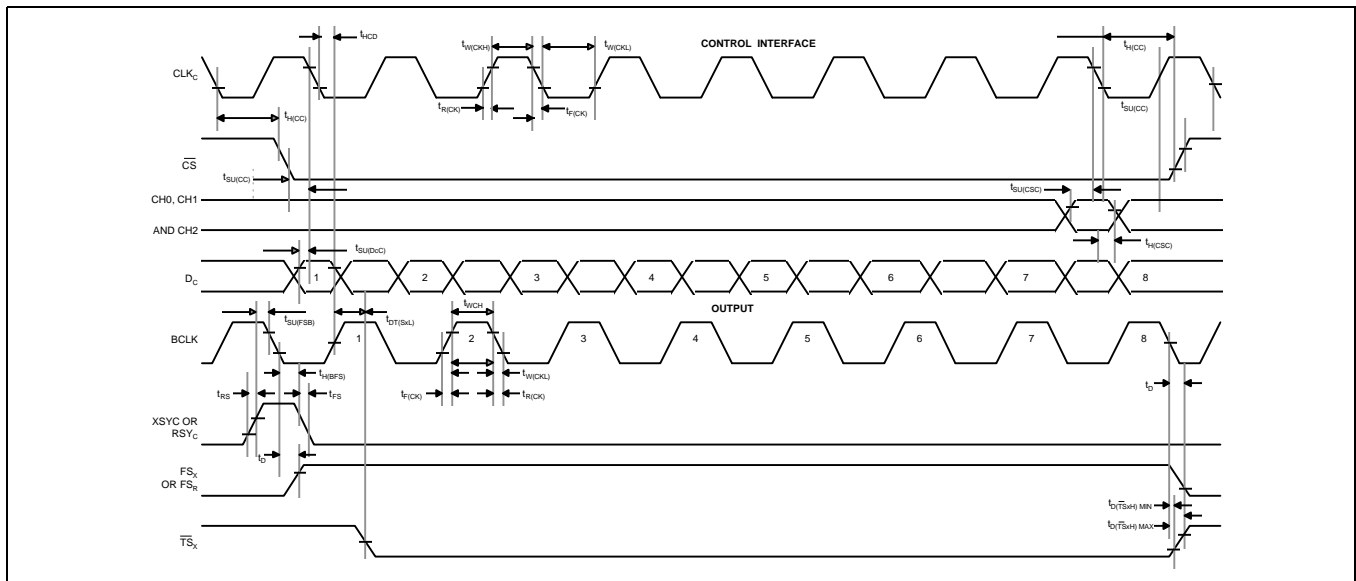 tHCD
tW(CKH)
CONTROL INTERFACE
tW(CKL)
tH(CC)
CLKC
tR(CK)
tF(CK)
tSU(CC)
tH(CC)
CS
tSU(CC)
tSU(CSC)
CH0, CH1
AND CH2
tH(CSC)
tSU(DcC)
DC
1 2 3 4 5 6 7 8
tWCH
OUTPUT
tSU(FSB)
tDT(SxL)
BCLK
1 2 3 4 5 6 7 8
tH(BFS)
tW(CKL)
tD
tRS
tFS
tF(CK)
tR(CK)
XSYC OR
RSYC
tD
FSX
OR FSR
tD(TSxH) MIN
tD(TSxH) MAX
TSX